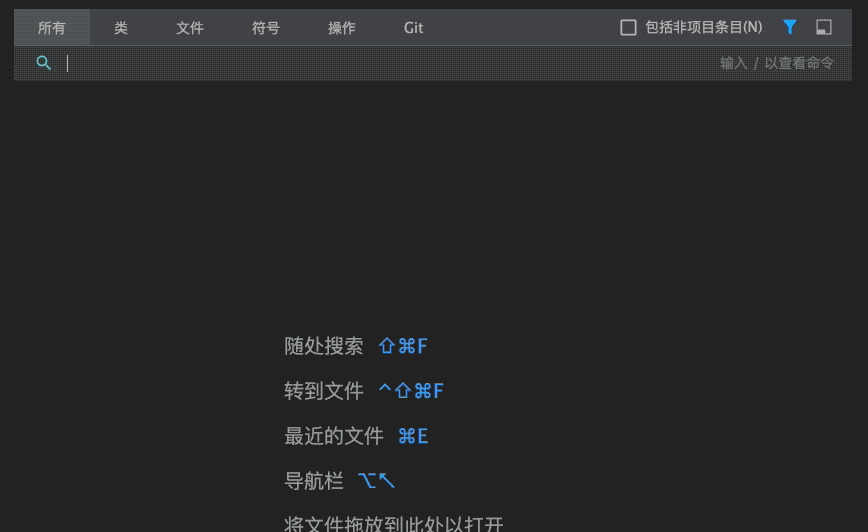 所有 类 文件 符号 操作 Git 包括非项目条目(N)
输入 / 以查看命令
随处搜索 ⇧⌘F
转到文件 ^⇧⌘F
最近的文件 ⌘E
导航栏 ⌥↖
将文件拖放到此处以打开